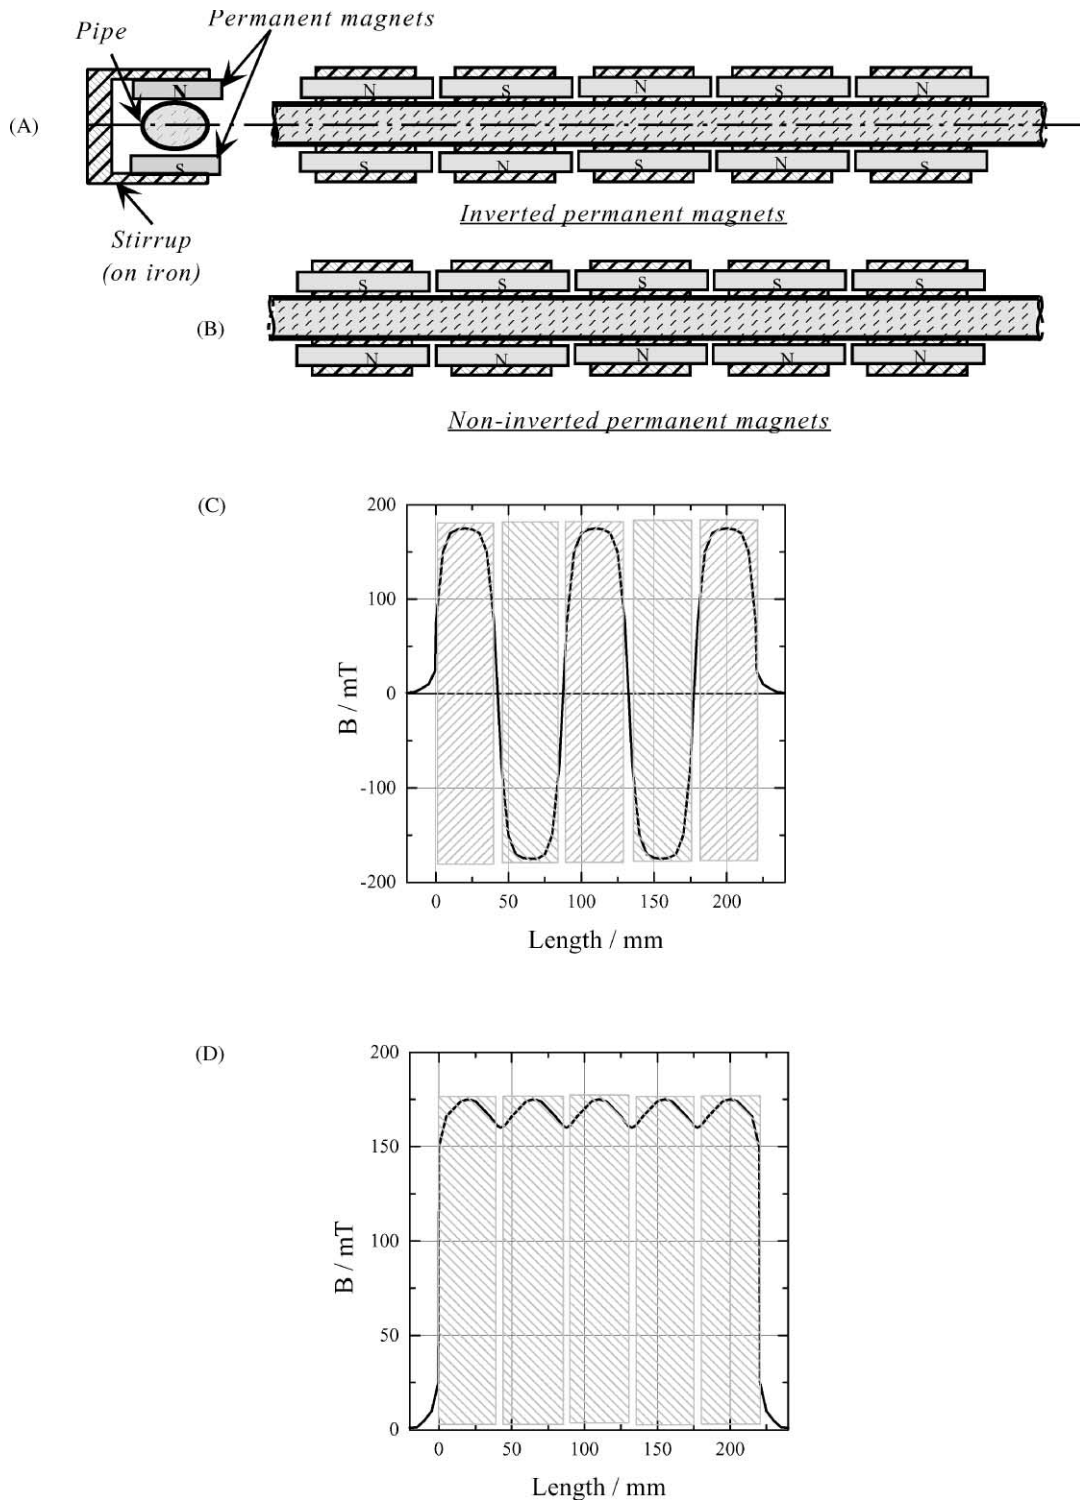 Permanent magnets
Pipe
N
S
(A)
N S N S N
S N S N S
Inverted permanent magnets
Stirrup
(on iron)
(B)
S S S S S
N N N N N
Non-inverted permanent magnets
(C)
200
100
0
-100
-200
B / mT
0 50 100 150 200
Length / mm
(D)
200
150
100
50
0
B / mT
0 50 100 150 200
Length / mm